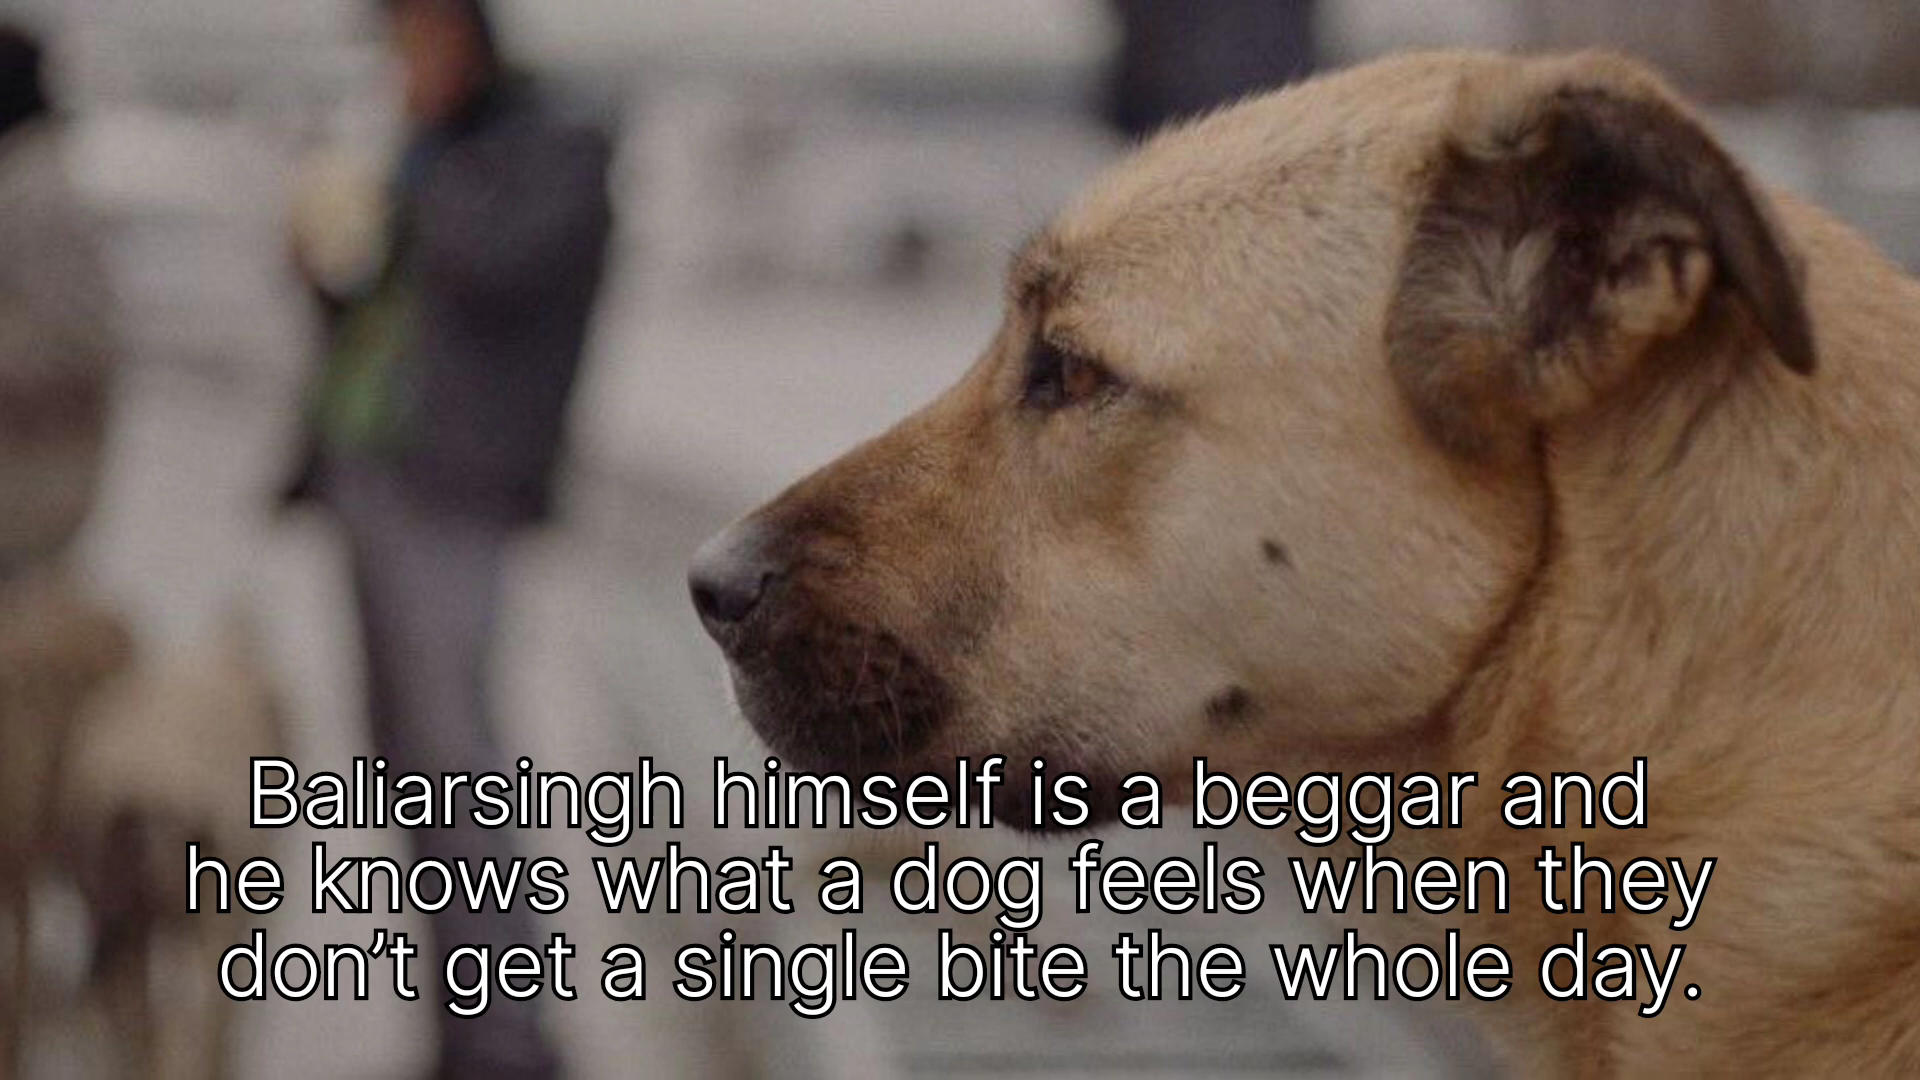 Baliarsingh himself is a beggar and
he knows what a dog feels when they
don’t get a single bite the whole day.